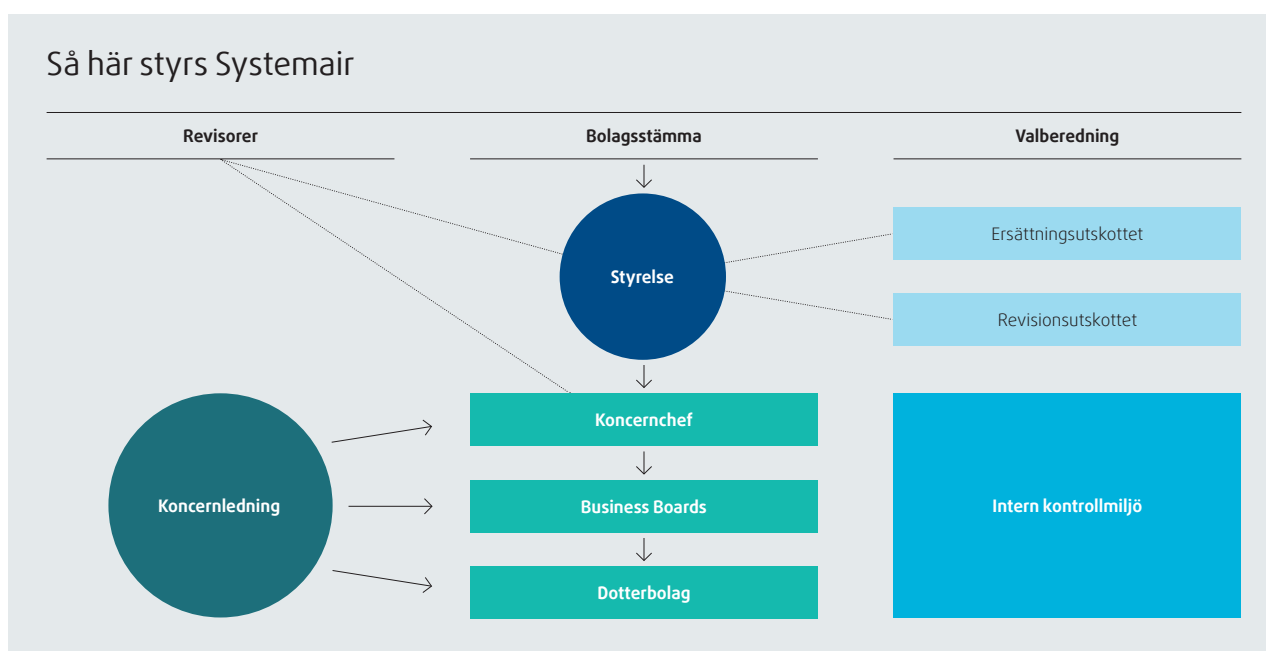 Så här styrs Systemair
Revisorer
Bolagsstämma
Valberedning
Styrelse
Ersättningsutskottet
Revisionsutskottet
Koncernledning
Koncernchef
Business Boards
Dotterbolag
Intern kontrollmiljö